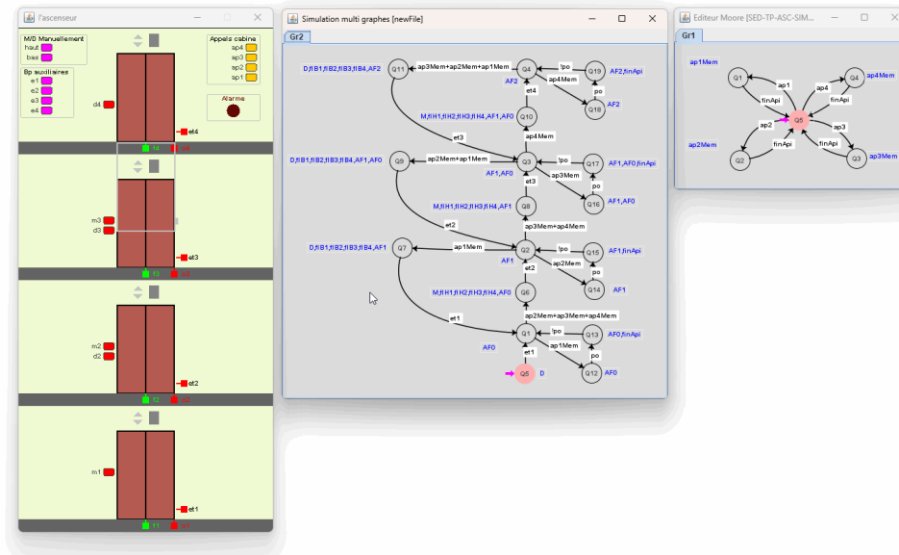 l'ascenseur
M/D Manuellement
haut
bas
Bp auxiliaires
e1
e2
e3
e4
Appels cabine
ap4
ap3
ap2
ap1
Alarme
d4
et4
m3
d3
et3
m2
d2
et2
m1
et1
Simulation multi graphes [newFile]
Gr2
D,fIB1,fIB2,fIB3,fIB4,AF2
Q11
ap3Mem+ap2Mem+ap1Mem
Q4
!po
Q19
AF2,finApi
AF2
ap4Mem
po
et4
Q18
AF2
M,fIH1,fIH2,fIH3,fIH4,AF1,AF0
Q10
et3
ap4Mem
D,fIB1,fIB2,fIB3,fIB4,AF1,AF0
Q9
ap2Mem+ap1Mem
Q3
!po
Q17
AF1,AF0,finApi
AF1,AF0
ap3Mem
po
et3
Q16
AF1,AF0
M,fIH1,fIH2,fIH3,fIH4,AF1
Q8
et2
ap3Mem+ap4Mem
D,fIB1,fIB2,fIB3,fIB4,AF1
Q7
ap1Mem
Q2
!po
Q15
AF1,finApi
AF1
ap2Mem
po
et2
Q14
AF1
M,fIH1,fIH2,fIH3,fIH4,AF0
Q6
et1
ap2Mem+ap3Mem+ap4Mem
Q1
!po
Q13
AF0,finApi
AF0
ap1Mem
et1
po
Q5
D
Q12
AF0
Editeur Moore [SED-TP-ASC-SIM...
Gr1
ap1Mem
Q1
ap1
ap4
Q4
ap4Mem
finApi
finApi
Q5
ap2
ap3
ap2Mem
finApi
finApi
Q2
Q3
ap3Mem